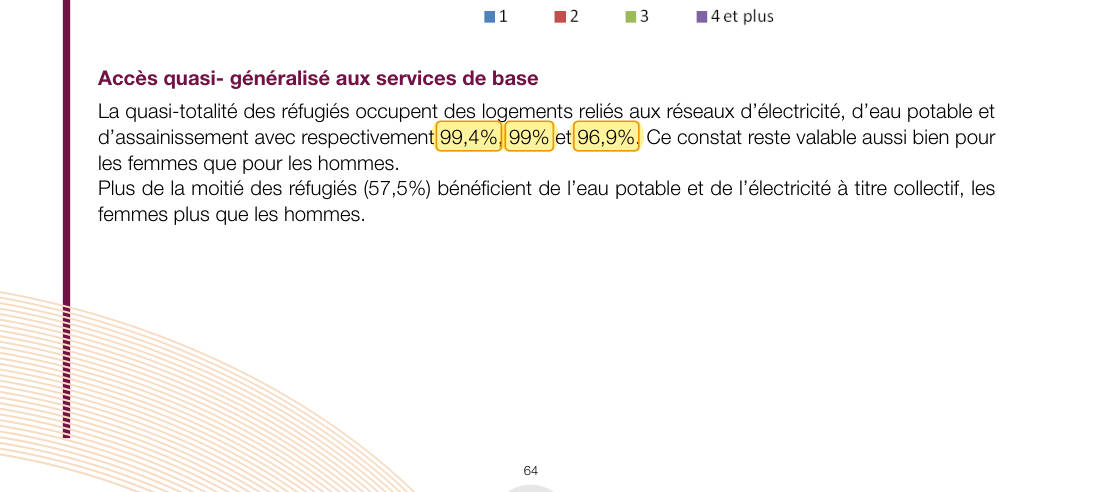 1 2 3 4 et plus
Accès quasi- généralisé aux services de base
La quasi-totalité des réfugiés occupent des logements reliés aux réseaux d’électricité, d’eau potable et
d’assainissement avec respectivement 99,4%, 99% et 96,9%. Ce constat reste valable aussi bien pour
les femmes que pour les hommes.
Plus de la moitié des réfugiés (57,5%) bénéficient de l’eau potable et de l’électricité à titre collectif, les
femmes plus que les hommes.
64